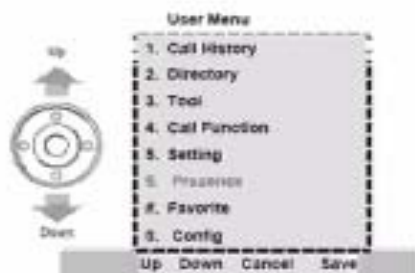 User Menu
Up
1. Call History
2. Directory
3. Tool
4. Call Function
5. Setting
6. Presence
#. Favorite
0. Config
Down
Up Down Cancel Save